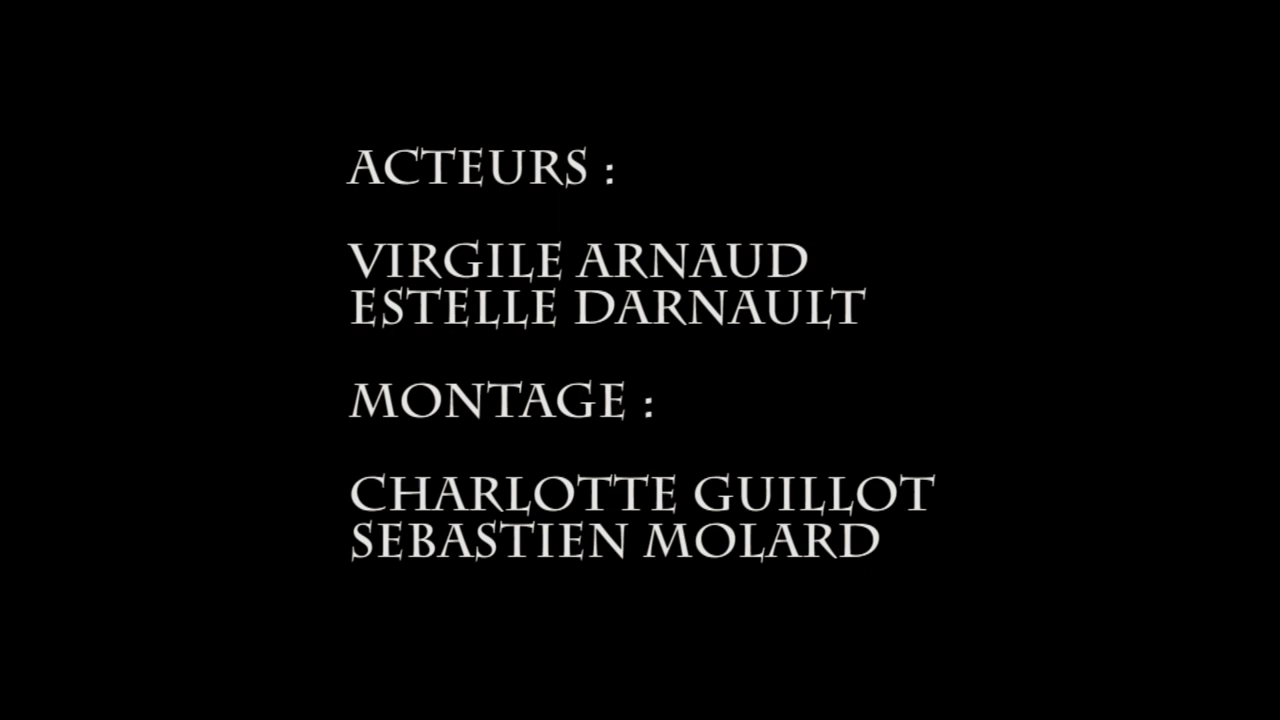 ACTEURS :
VIRGILE ARNAUD
ESTELLE DARNAULT
MONTAGE :
CHARLOTTE GUILLOT
SEBASTIEN MOLARD